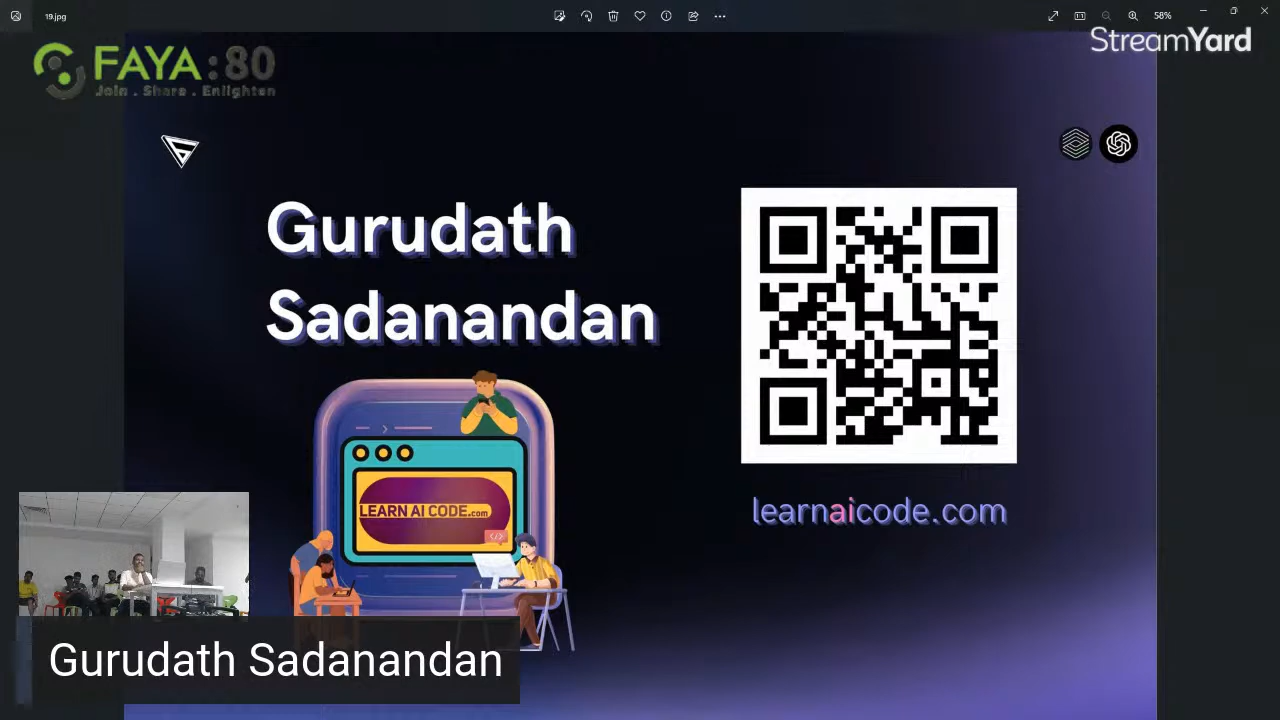 19.jpg
58%
FAYA:80
Join . Share . Enlighten
StreamYard
Gurudath
Sadanandan
LEARN AI CODE.com
</>
learnaicode.com
Gurudath Sadanandan